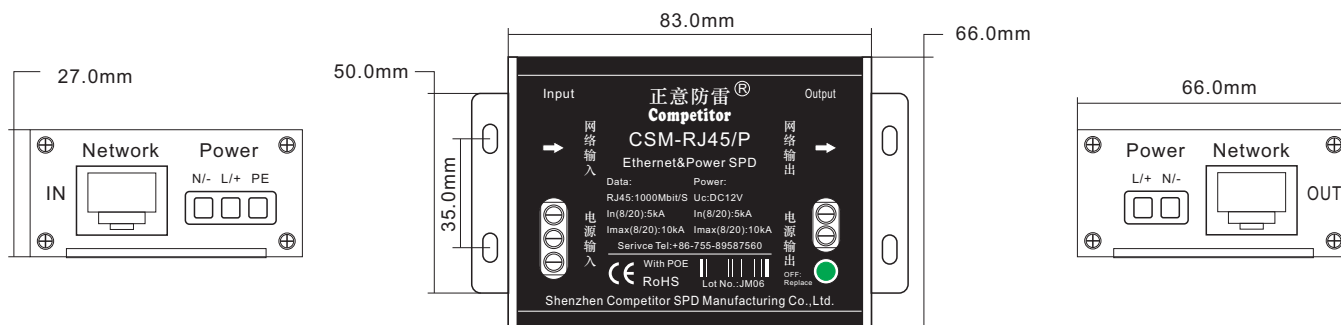 27.0mm
IN
Network
Power
N/- L/+ PE
50.0mm
35.0mm
83.0mm
66.0mm
Input
正意防雷®
Output
Competitor
网络输入
CSM-RJ45/P
网络输出
Ethernet&Power SPD
Data:
Power:
RJ45:1000Mbit/S
Uc:DC12V
In(8/20):5kA
In(8/20):5kA
Imax(8/20):10kA
Imax(8/20):10kA
电源输入
电源输出
Serivce Tel:+86-755-89587560
CE
With POE
RoHS
Lot No.:JM06
OFF:
Replace
Shenzhen Competitor SPD Manufacturing Co.,Ltd.
66.0mm
Power
Network
L/+ N/-
OUT